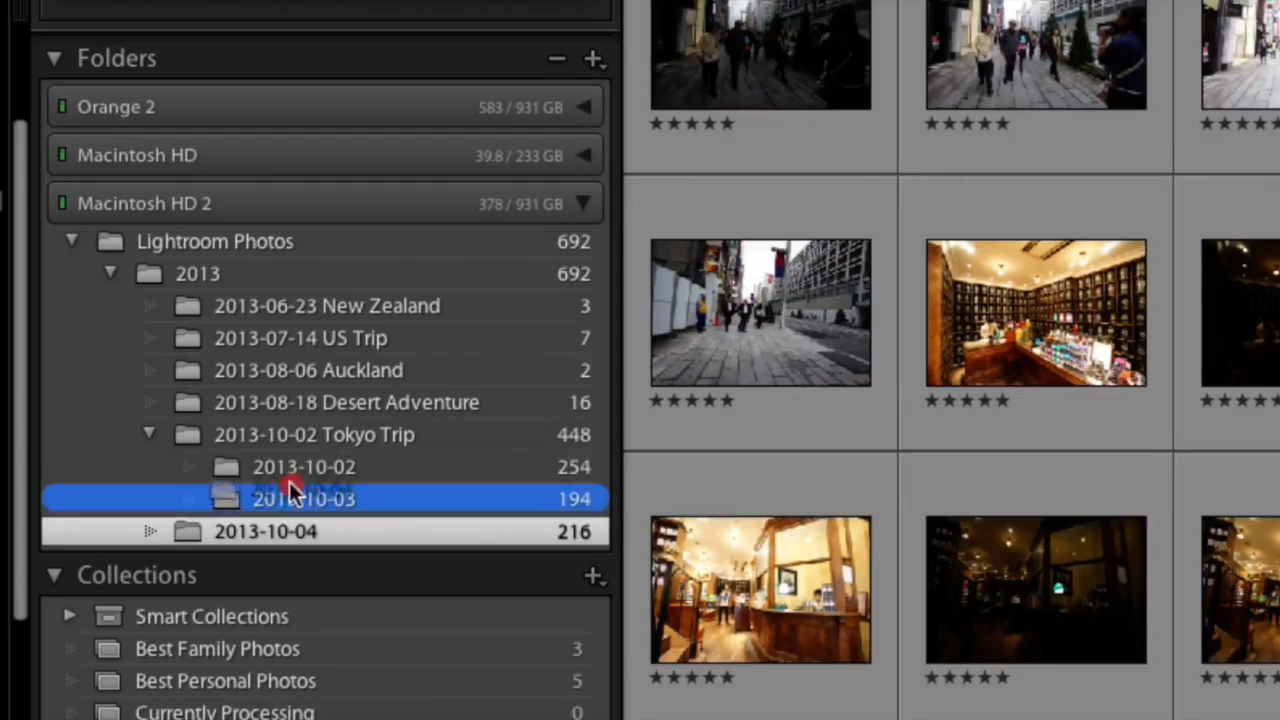 Folders
Orange 2 583 / 931 GB
Macintosh HD 39.8 / 233 GB
Macintosh HD 2 378 / 931 GB
Lightroom Photos 692
2013 692
2013-06-23 New Zealand 3
2013-07-14 US Trip 7
2013-08-06 Auckland 2
2013-08-18 Desert Adventure 16
2013-10-02 Tokyo Trip 448
2013-10-02 254
2013-10-03 194
2013-10-04 216
Collections
Smart Collections
Best Family Photos 3
Best Personal Photos 5
Currently Processing 0